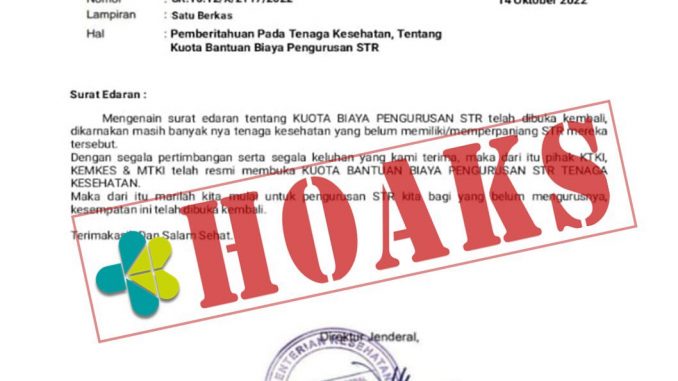 Lampiran : Satu Berkas
14 Oktober 2022
Hal : Pemberitahuan Pada Tenaga Kesehatan, Tentang
Kuota Bantuan Biaya Pengurusan STR
Surat Edaran :
Mengenain surat edaran tentang KUOTA BIAYA PENGURUSAN STR telah dibuka kembali,
dikarnakan masih banyak nya tenaga kesehatan yang belum memiliki/memperpanjang STR mereka
tersebut.
Dengan segala pertimbangan serta segala keluhan yang kami terima, maka dari itu pihak KTKI,
KEMKES & MTKI telah resmi membuka KUOTA BANTUAN BIAYA PENGURUSAN STR TENAGA
KESEHATAN.
Maka dari itu marilah kita mulai untuk pengurusan STR kita bagi yang belum mengurusnya,
kesempatan ini telah dibuka kembali.
Terimakasih Dan Salam Sehat.
HOAKS
Direktur Jenderal,
ENTERIAN KESEHATAN